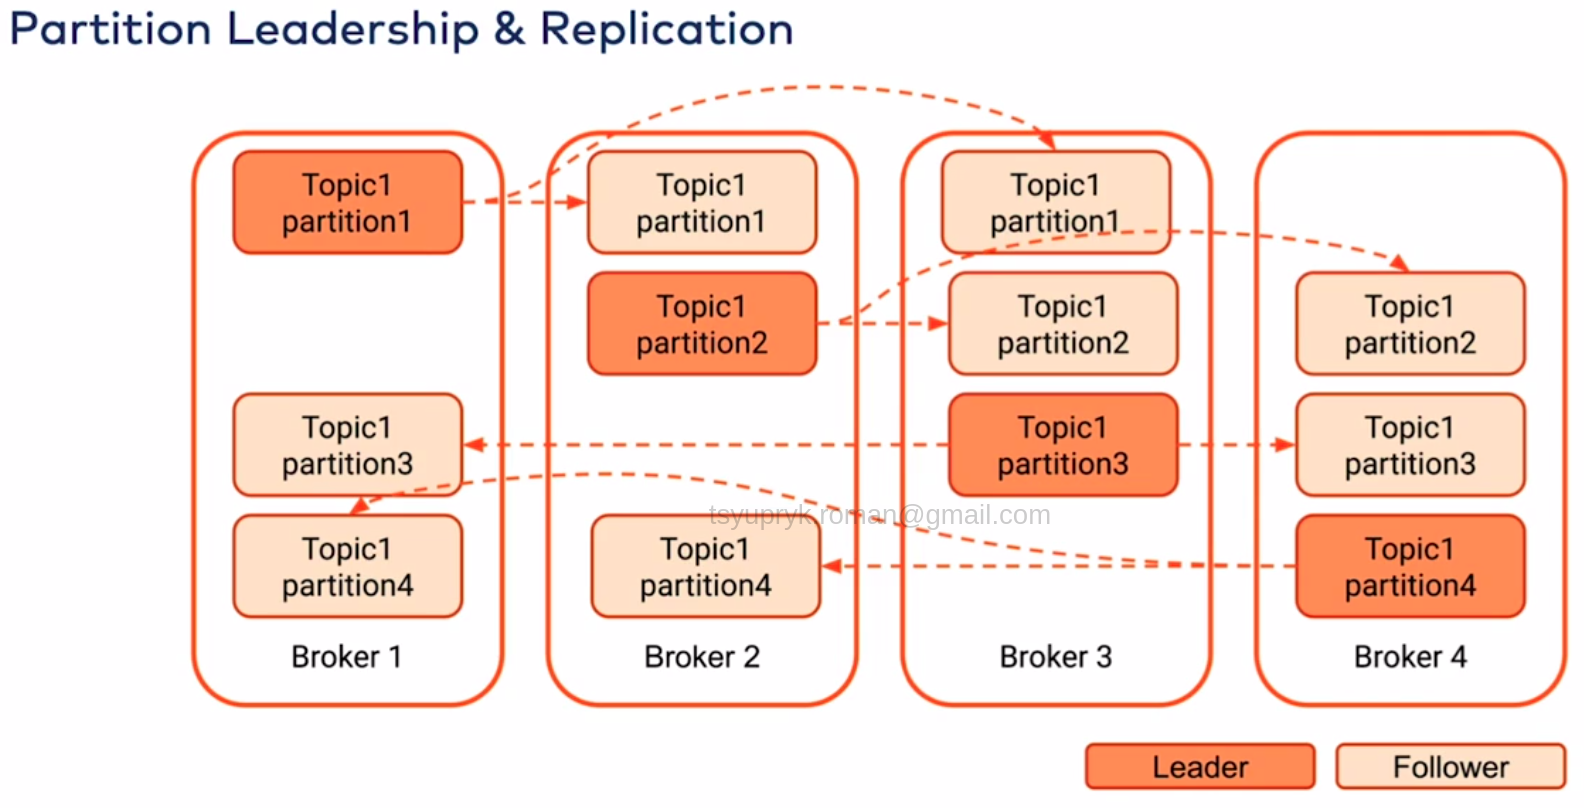 Partition Leadership & Replication
Topic1
partition1
Topic1
partition3
Topic1
partition4
Broker 1
Topic1
partition1
Topic1
partition2
Topic1
partition4
Broker 2
Topic1
partition1
Topic1
partition2
Topic1
partition3
Broker 3
Topic1
partition2
Topic1
partition3
Topic1
partition4
Broker 4
tsyupryk.roman@gmail.com
Leader
Follower